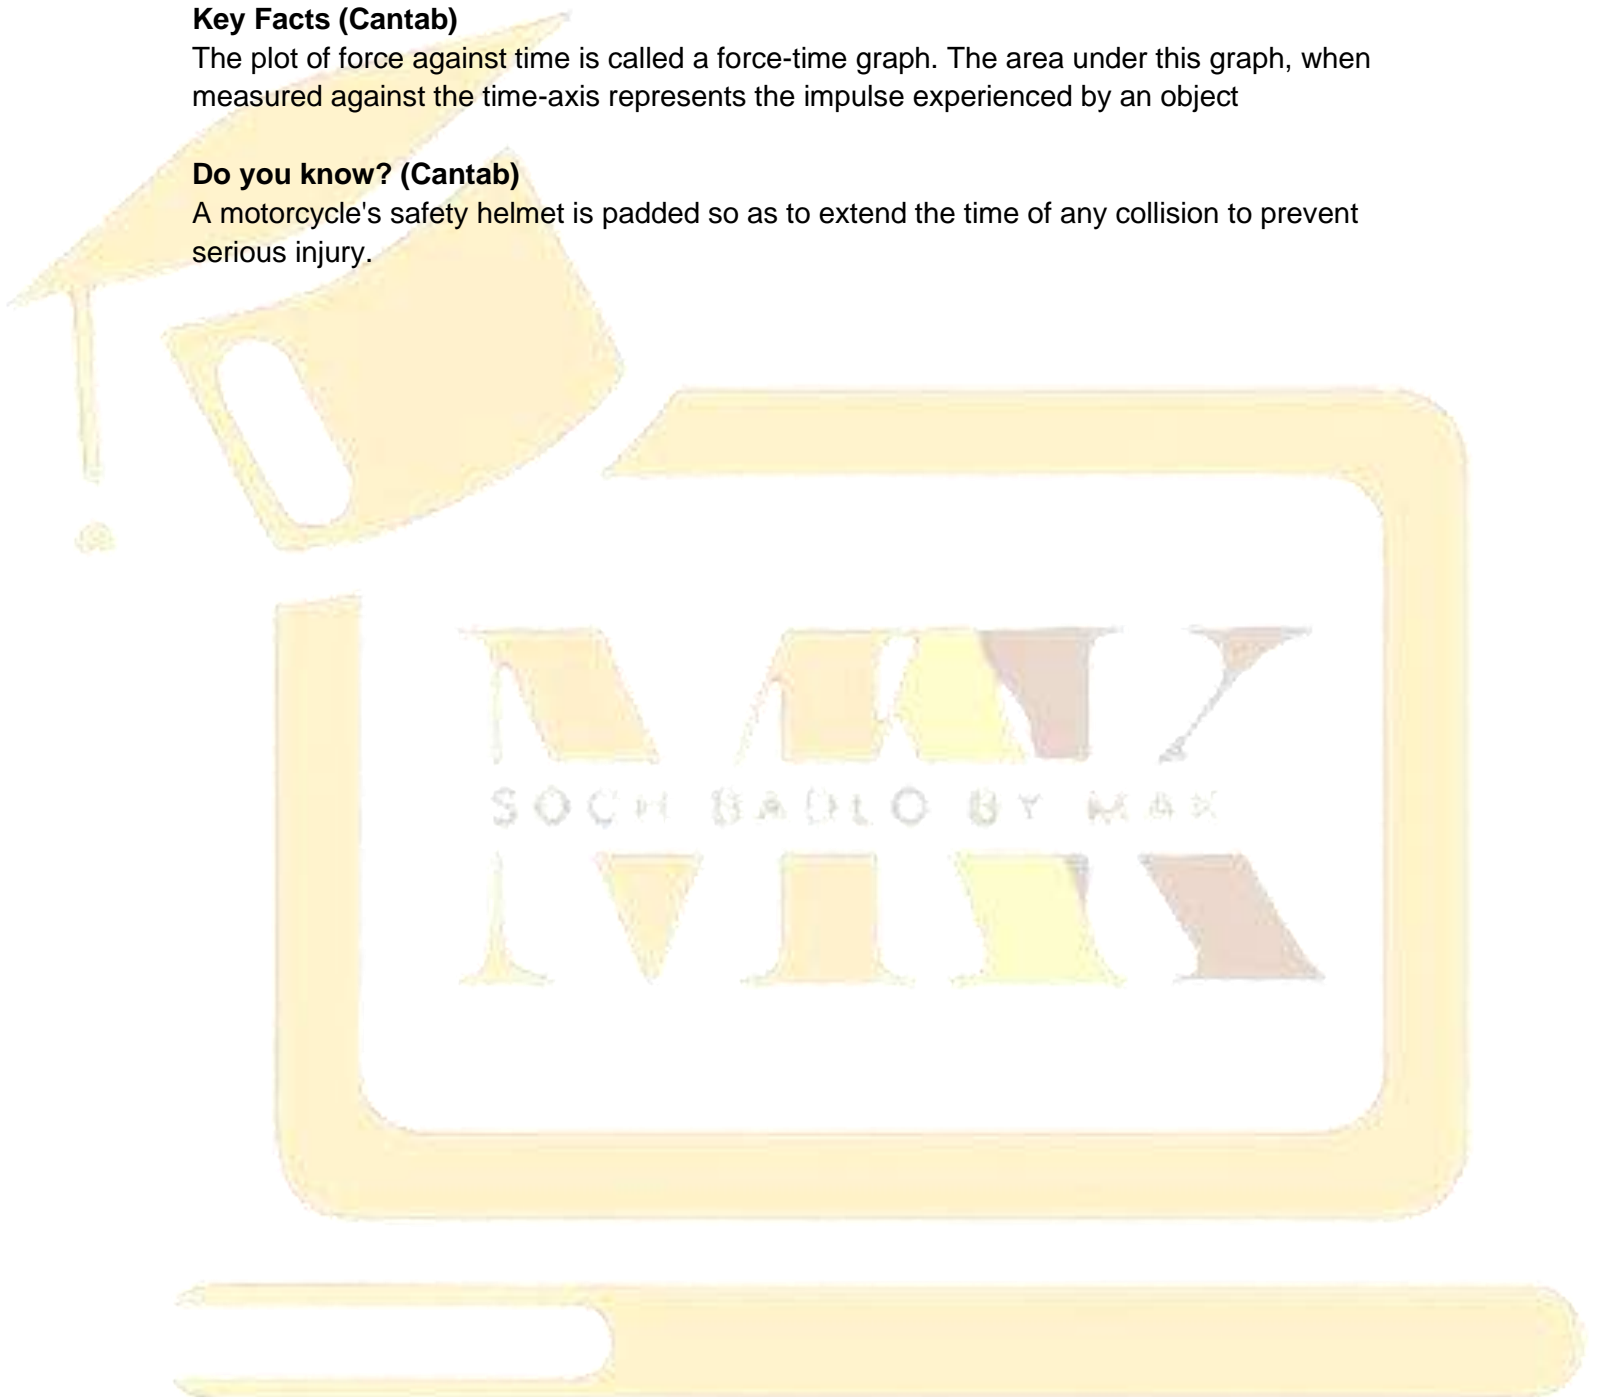 Key Facts (Cantab)
The plot of force against time is called a force-time graph. The area under this graph, when
measured against the time-axis represents the impulse experienced by an object
Do you know? (Cantab)
A motorcycle's safety helmet is padded so as to extend the time of any collision to prevent
serious injury.
MAK
SOCH BADLO BY MAK